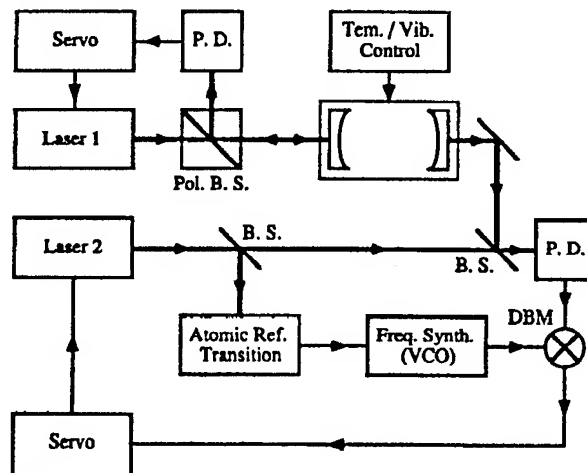 Servo
P. D.
Tem. / Vib.
Control
Laser 1
Pol. B. S.
Laser 2
B. S.
B. S.
P. D.
Atomic Ref.
Transition
Freq. Synth.
(VCO)
DBM
Servo